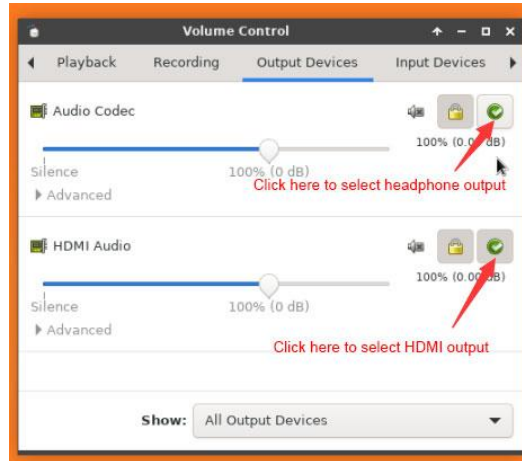 Volume Control
Playback Recording Output Devices Input Devices
Audio Codec
100% (0.00 dB)
Silence 100% (0 dB)
Click here to select headphone output
Advanced
HDMI Audio
100% (0.00 dB)
Silence 100% (0 dB)
Advanced
Click here to select HDMI output
Show: All Output Devices